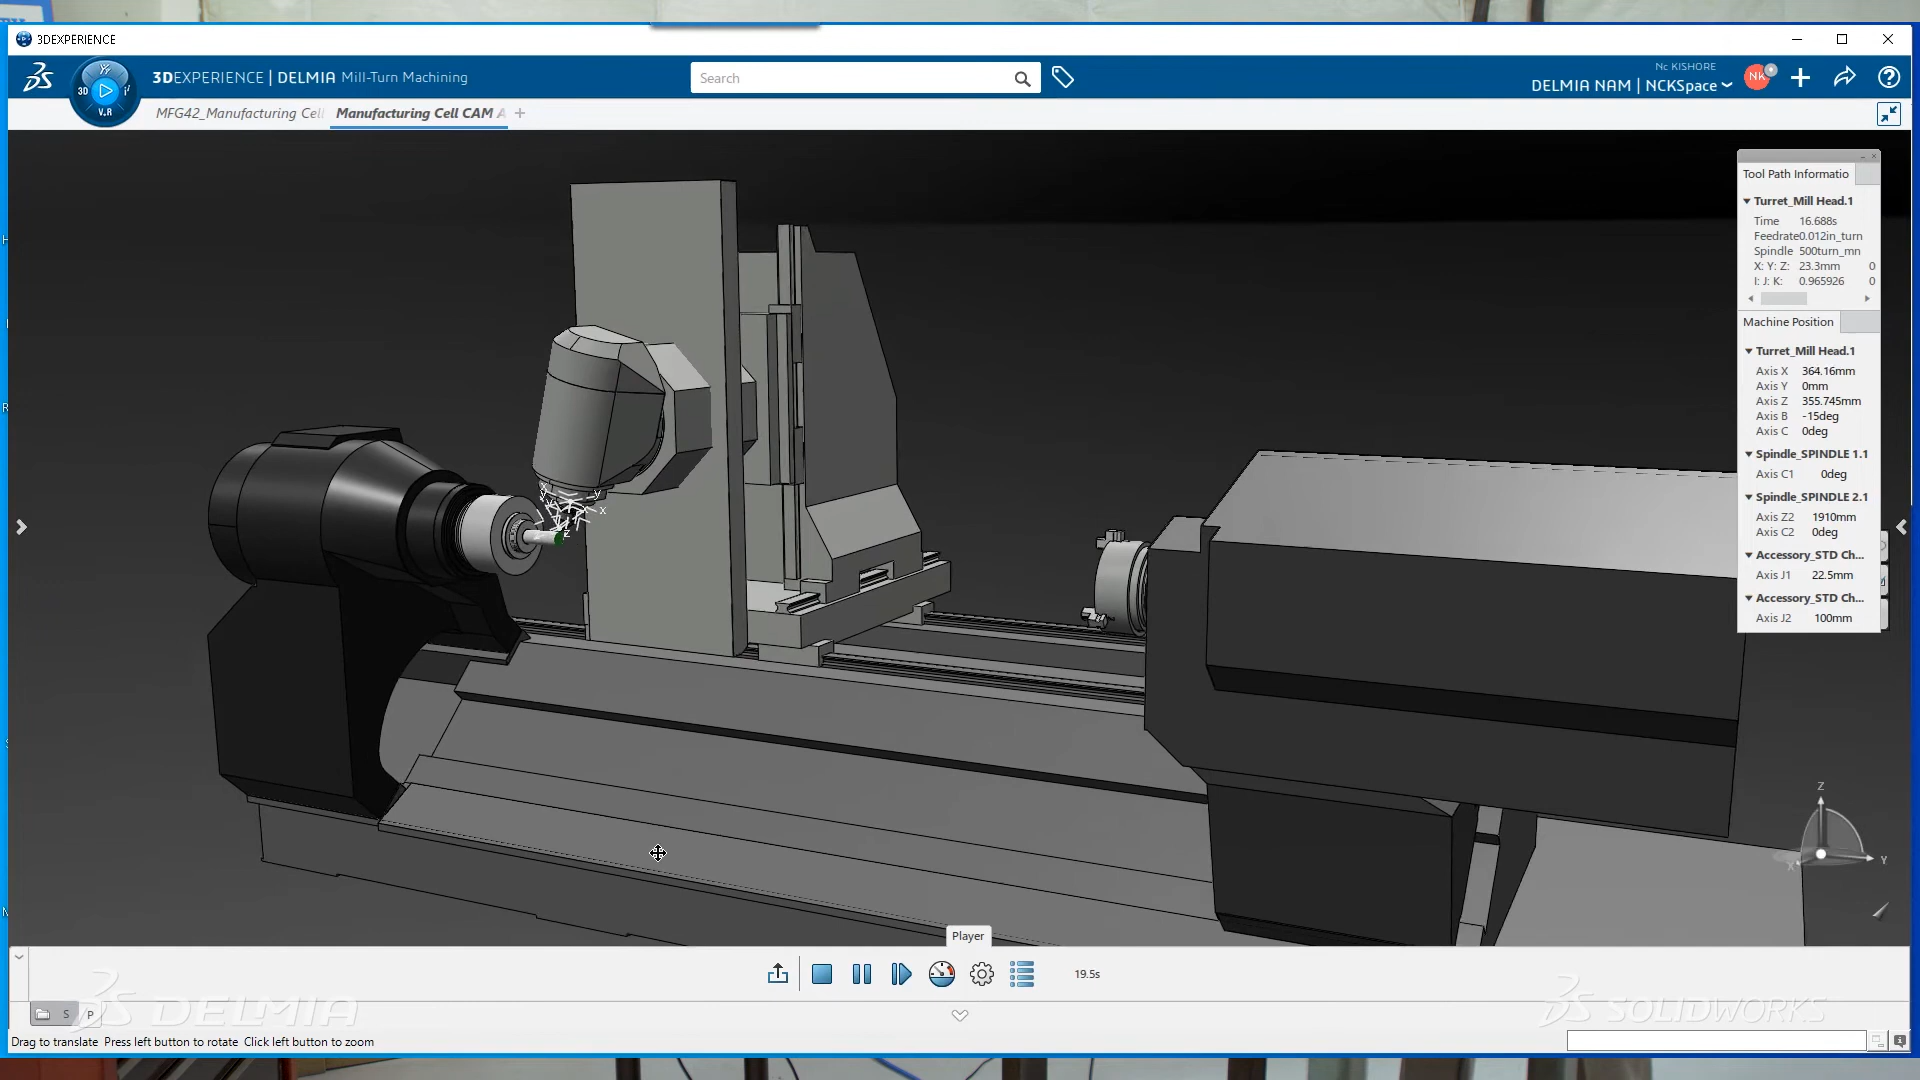 3DEXPERIENCE
3DEXPERIENCE | DELMIA Mill-Turn Machining
3D
V.R
Search
Nc KISHORE
DELMIA NAM | NCKSpace
NK
MFG42_Manufacturing Cell
Manufacturing Cell CAM A
Tool Path Informatio
Turret_Mill Head.1
Time 16.688s
Feedrate0.012in_turn
Spindle 500turn_mn
X: Y: Z: 23.3mm 0
I: J: K: 0.965926 0
Machine Position
Turret_Mill Head.1
Axis X 364.16mm
Axis Y 0mm
Axis Z 355.745mm
Axis B -15deg
Axis C 0deg
Spindle_SPINDLE 1.1
Axis C1 0deg
Spindle_SPINDLE 2.1
Axis Z2 1910mm
Axis C2 0deg
Accessory_STD Ch...
Axis J1 22.5mm
Accessory_STD Ch...
Axis J2 100mm
X
Y
X
Z
Z
Y
X
Player
19.5s
S
P
DELMIA
SOLIDWORKS
Drag to translate Press left button to rotate Click left button to zoom